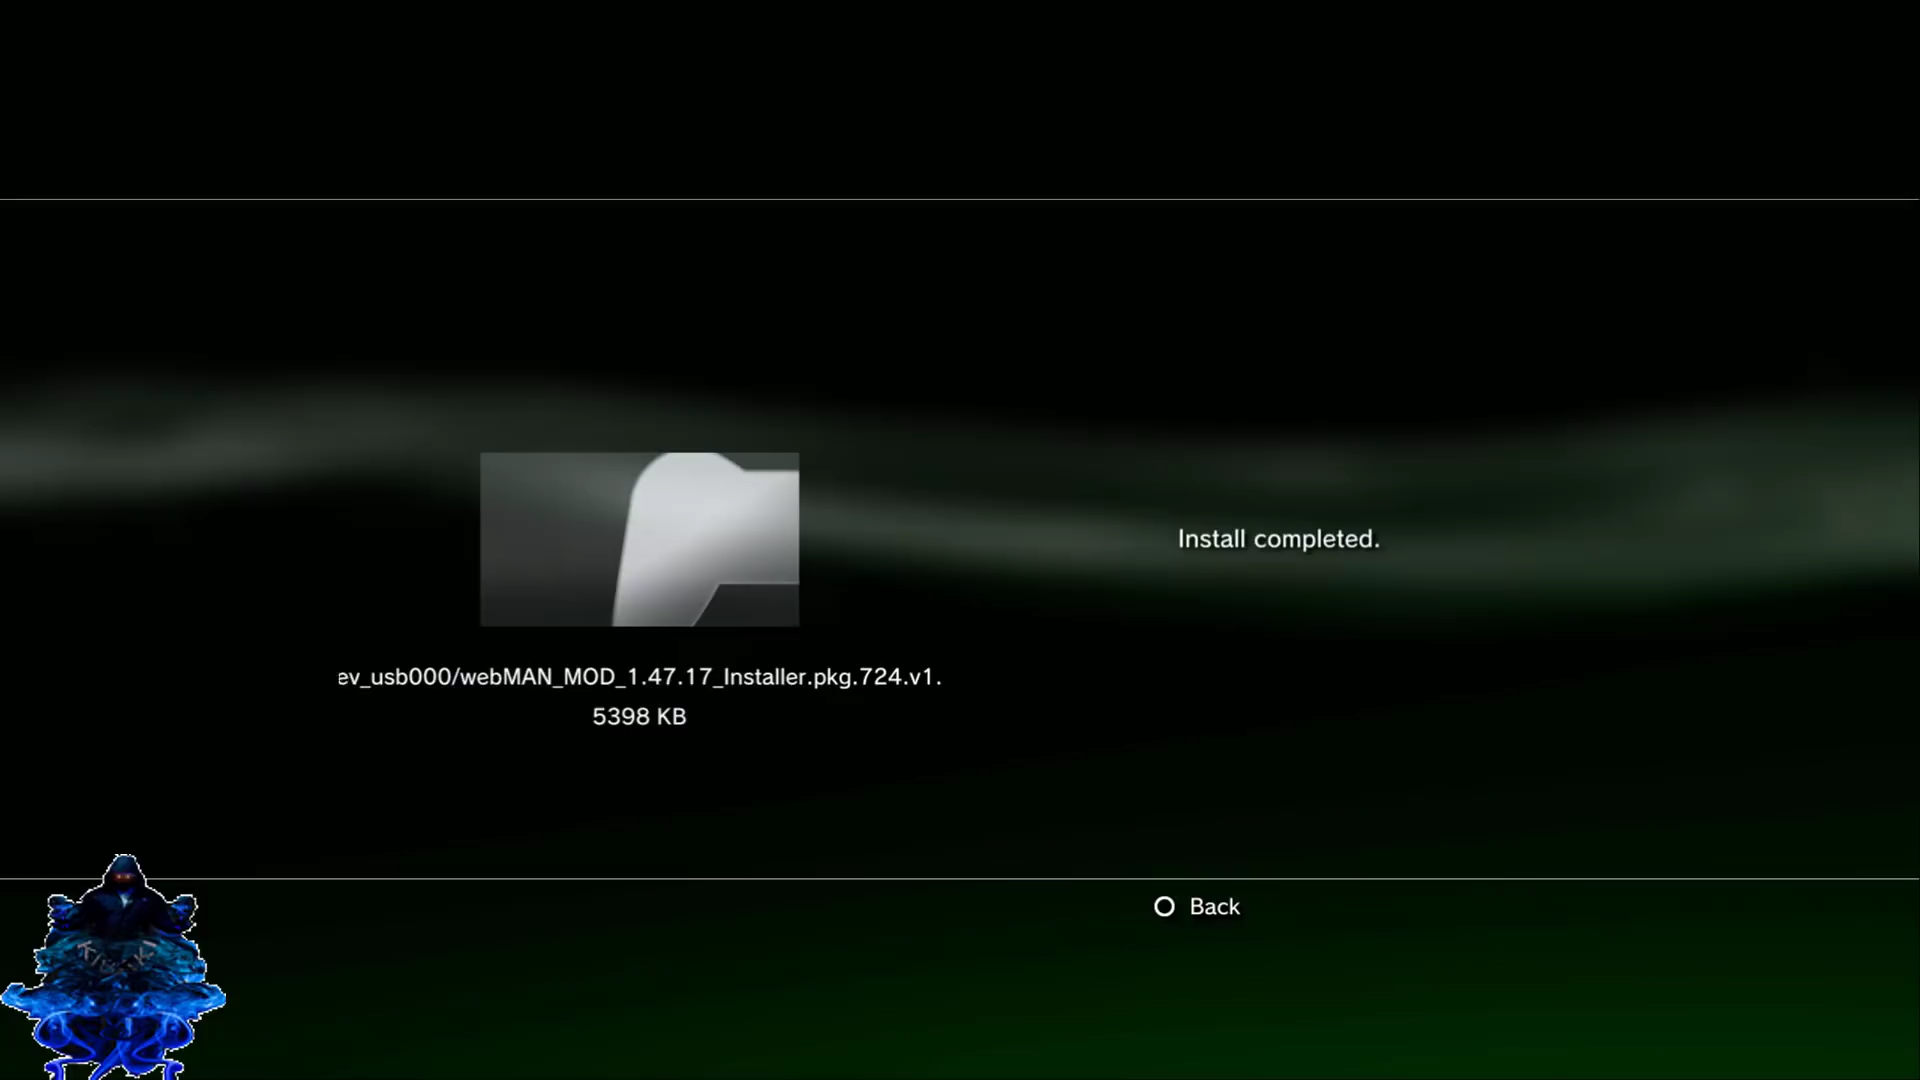 Install completed.
ev_usb000/webMAN_MOD_1.47.17_Installer.pkg.724.v1.
5398 KB
Back